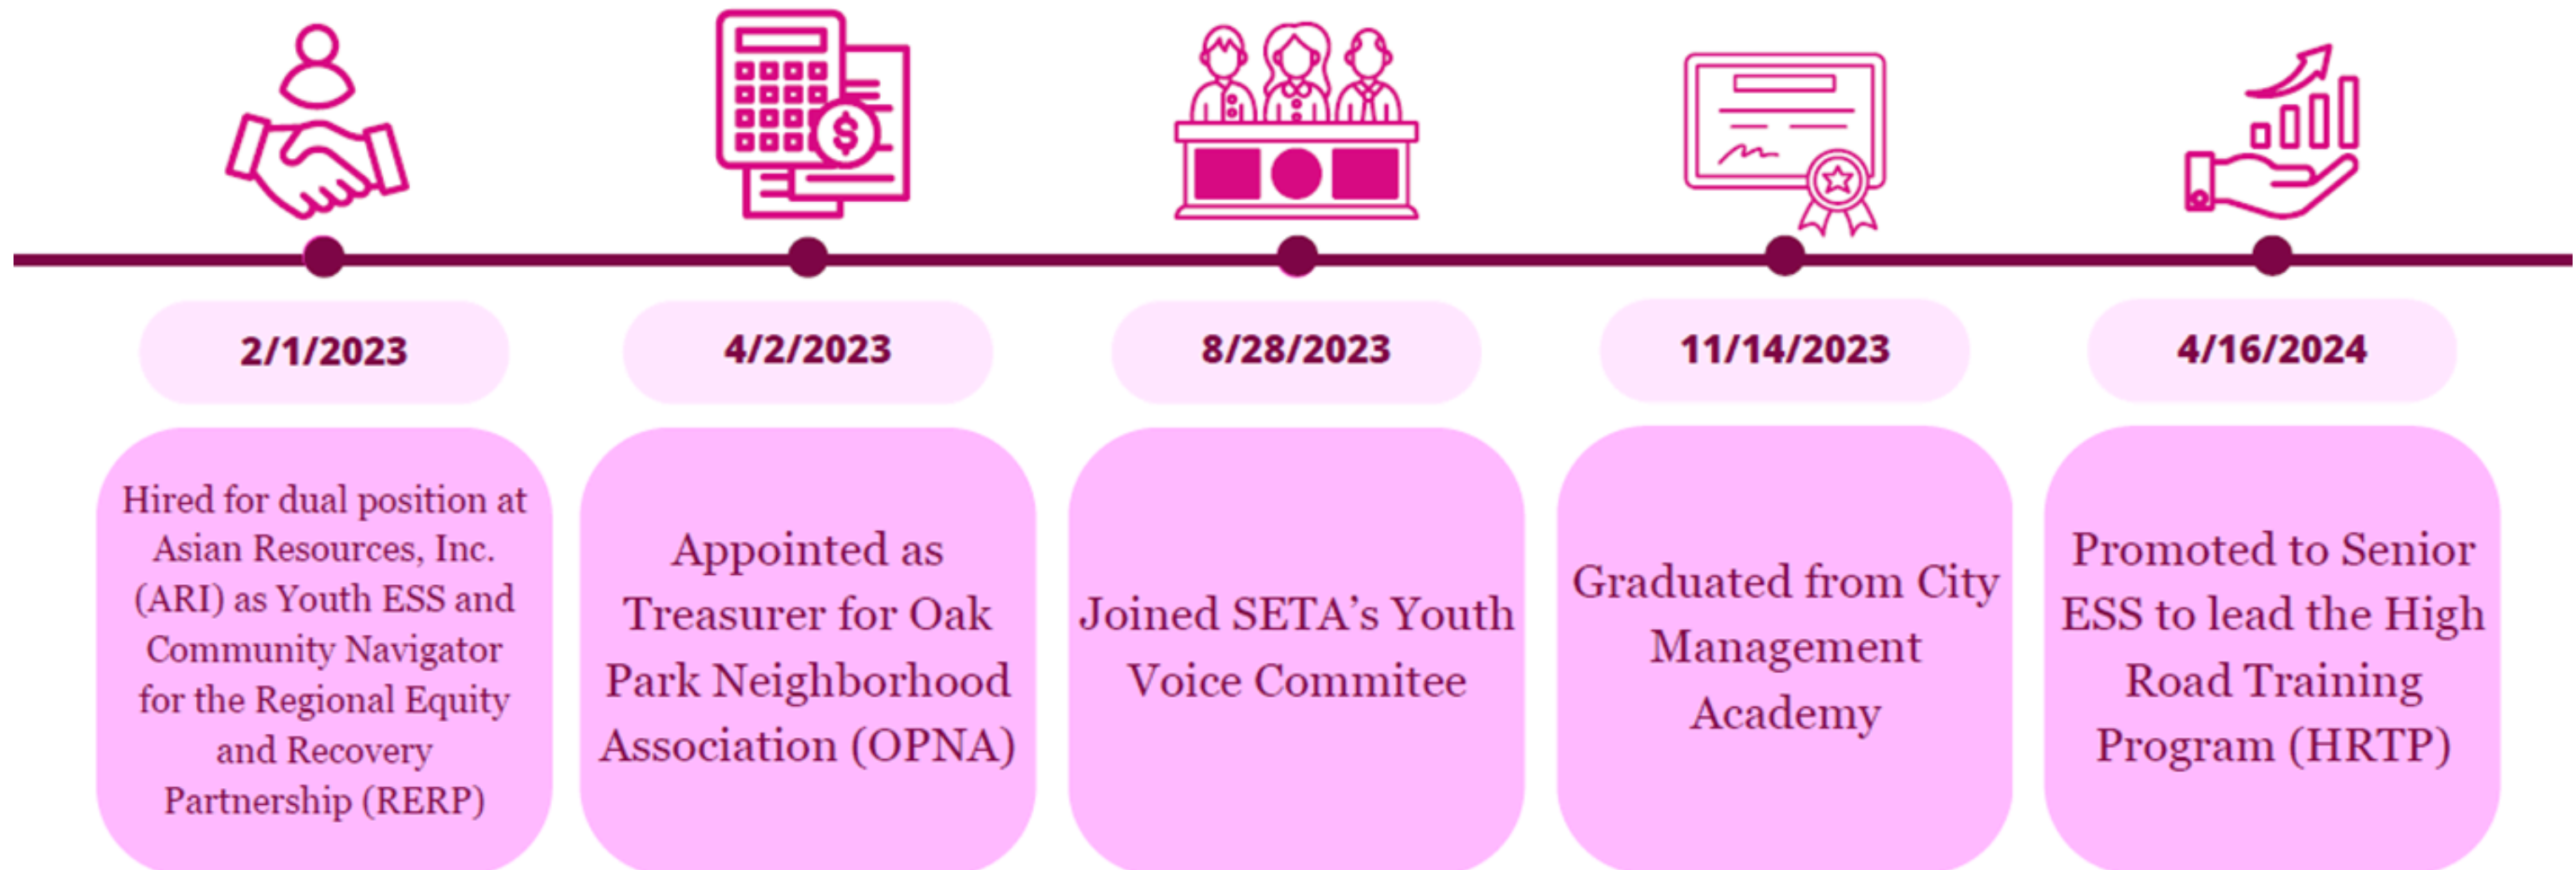 2/1/2023
Hired for dual position at
Asian Resources, Inc.
(ARI) as Youth ESS and
Community Navigator
for the Regional Equity
and Recovery
Partnership (RERP)
4/2/2023
Appointed as
Treasurer for Oak
Park Neighborhood
Association (OPNA)
8/28/2023
Joined SETA’s Youth
Voice Commitee
11/14/2023
Graduated from City
Management
Academy
4/16/2024
Promoted to Senior
ESS to lead the High
Road Training
Program (HRTP)
$